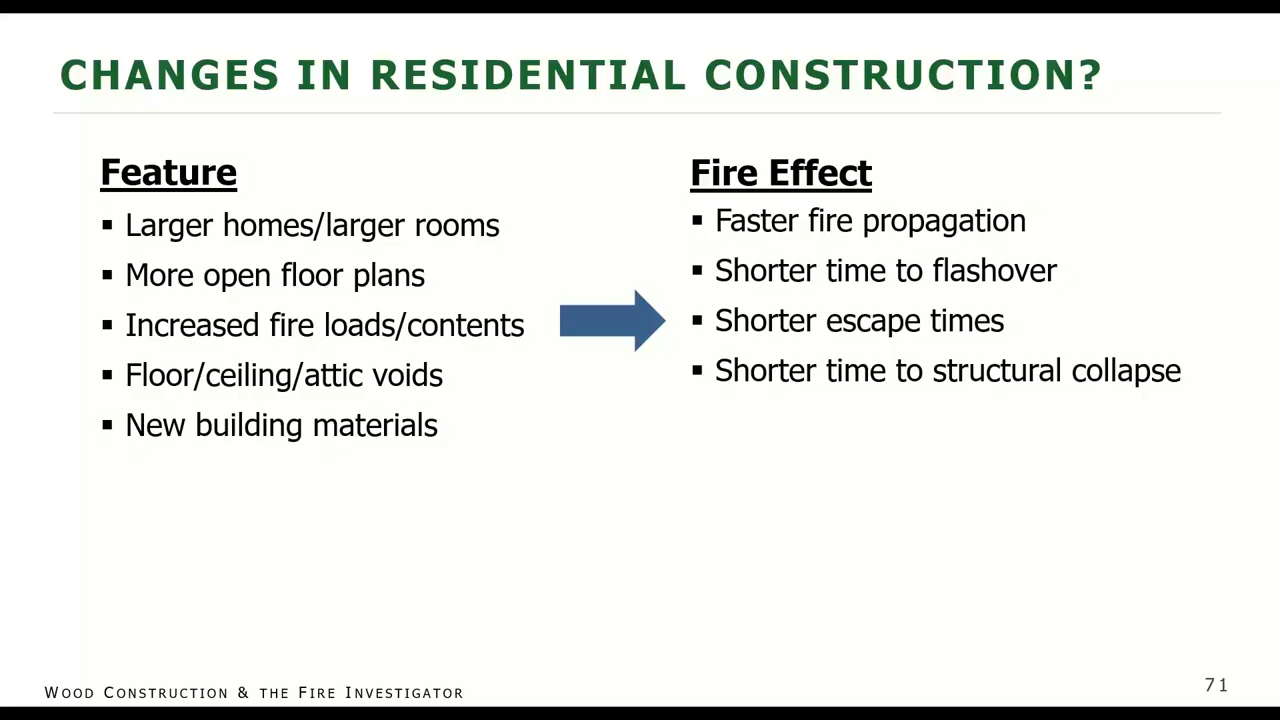 CHANGES IN RESIDENTIAL CONSTRUCTION?
Feature
▪ Larger homes/larger rooms
▪ More open floor plans
▪ Increased fire loads/contents
▪ Floor/ceiling/attic voids
▪ New building materials
Fire Effect
▪ Faster fire propagation
▪ Shorter time to flashover
▪ Shorter escape times
▪ Shorter time to structural collapse
WOOD CONSTRUCTION & THE FIRE INVESTIGATOR
71